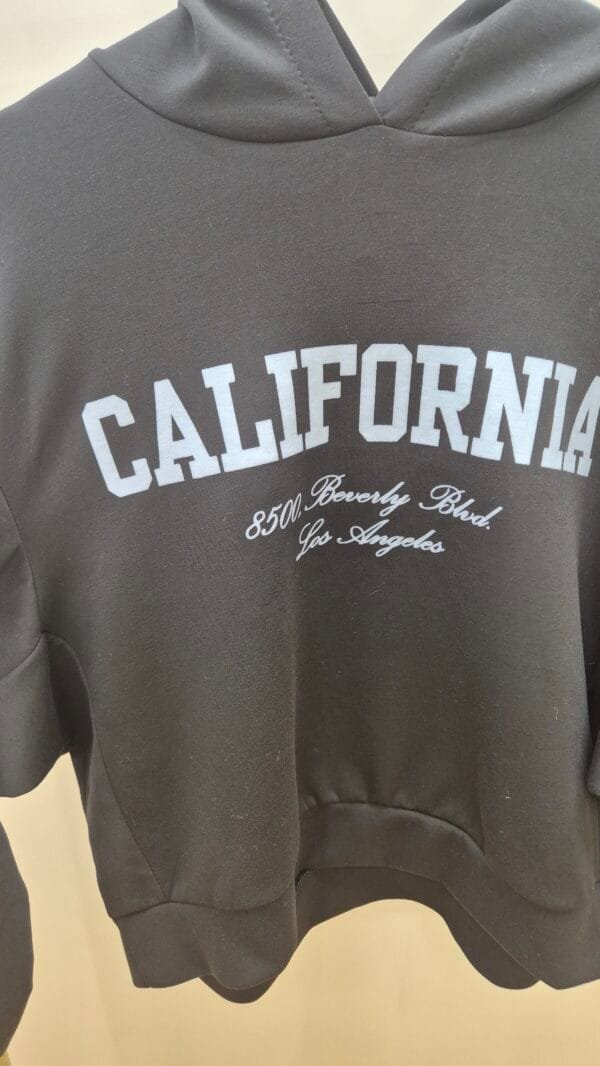 CALIFORNIA
8500, Beverly Blvd.
Los Angeles